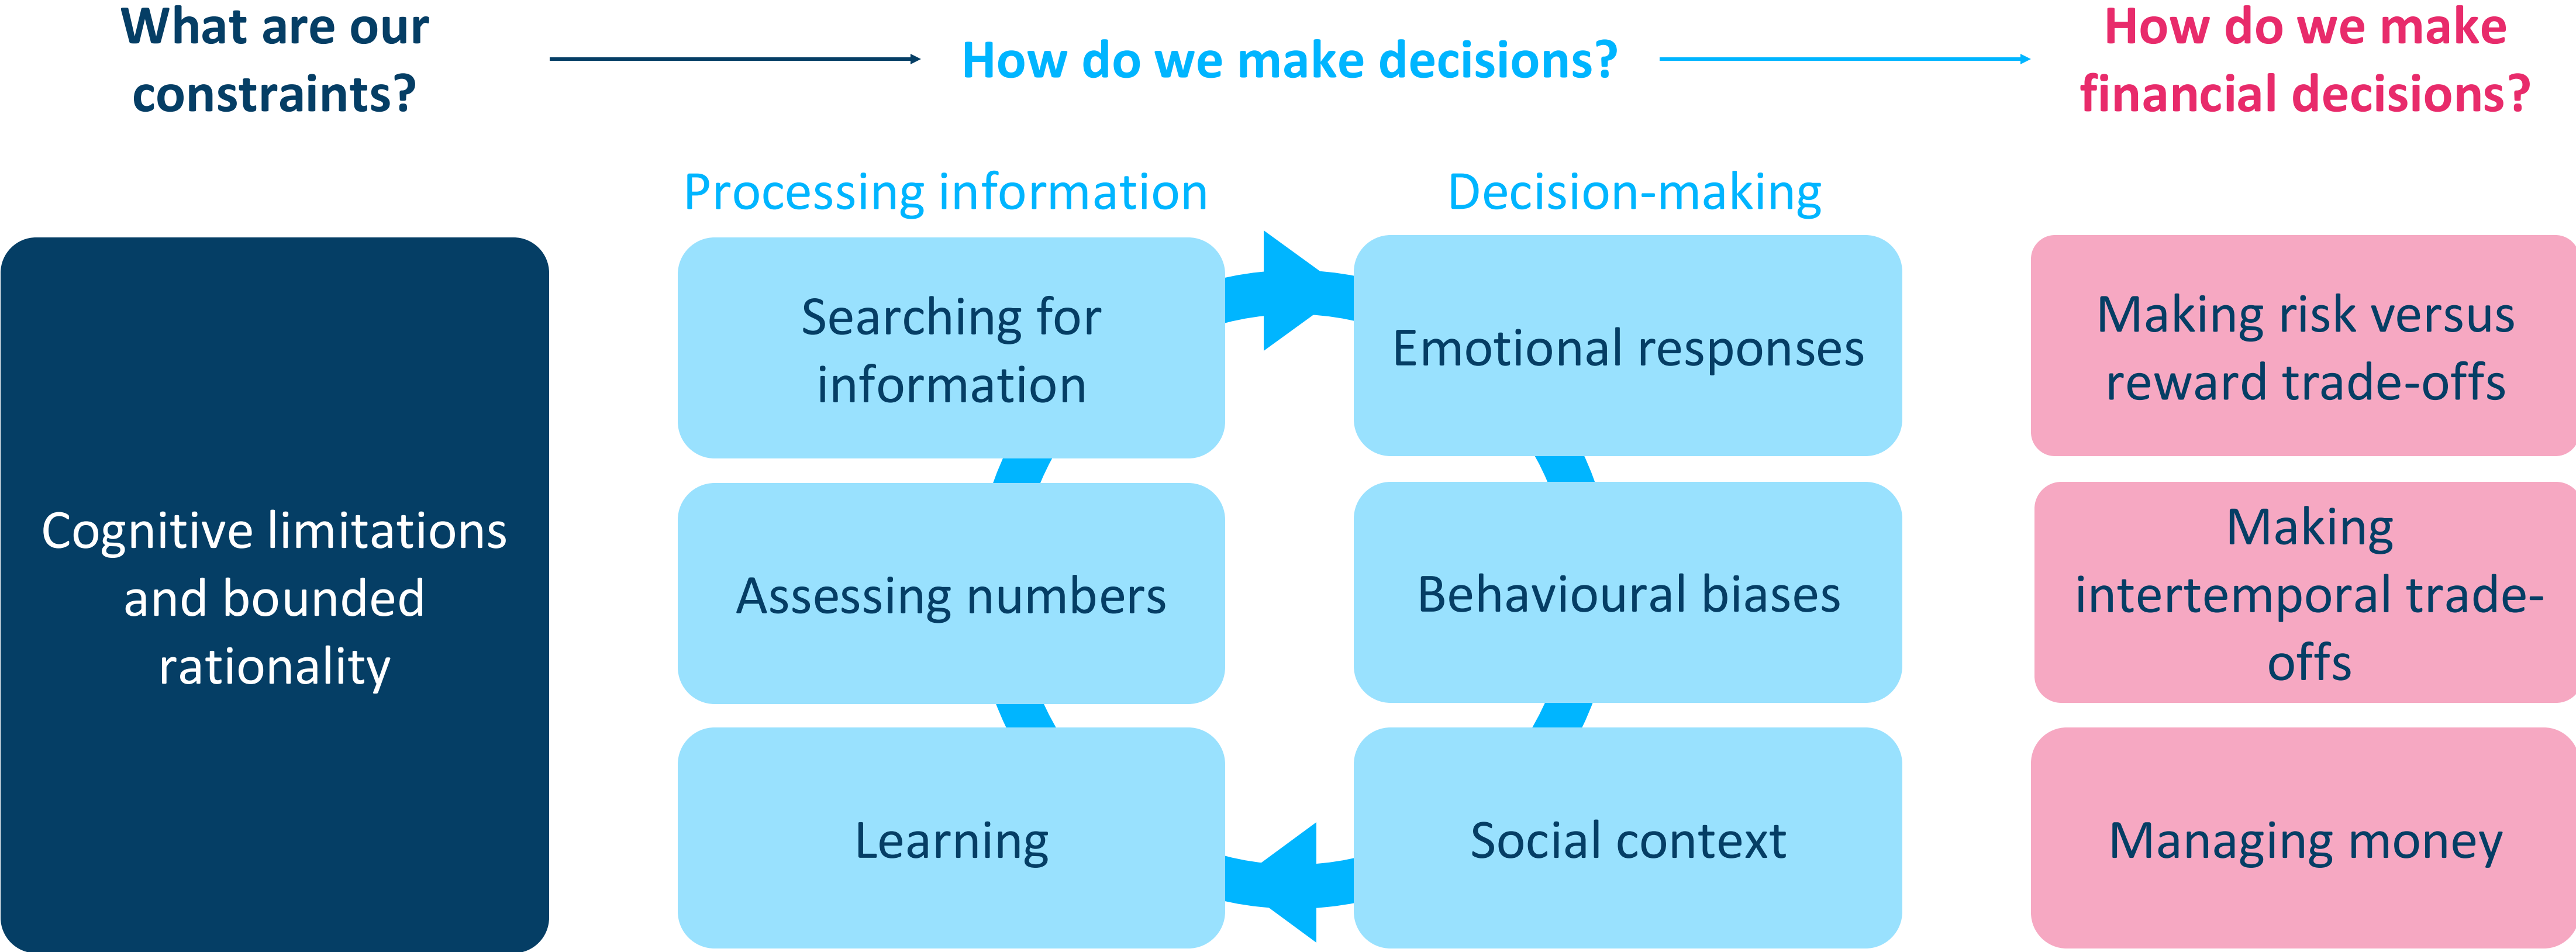 What are our
constraints?
How do we make decisions?
How do we make
financial decisions?
Processing information
Decision-making
Cognitive limitations
and bounded
rationality
Searching for
information
Assessing numbers
Learning
Emotional responses
Behavioural biases
Social context
Making risk versus
reward trade-offs
Making
intertemporal trade-
offs
Managing money